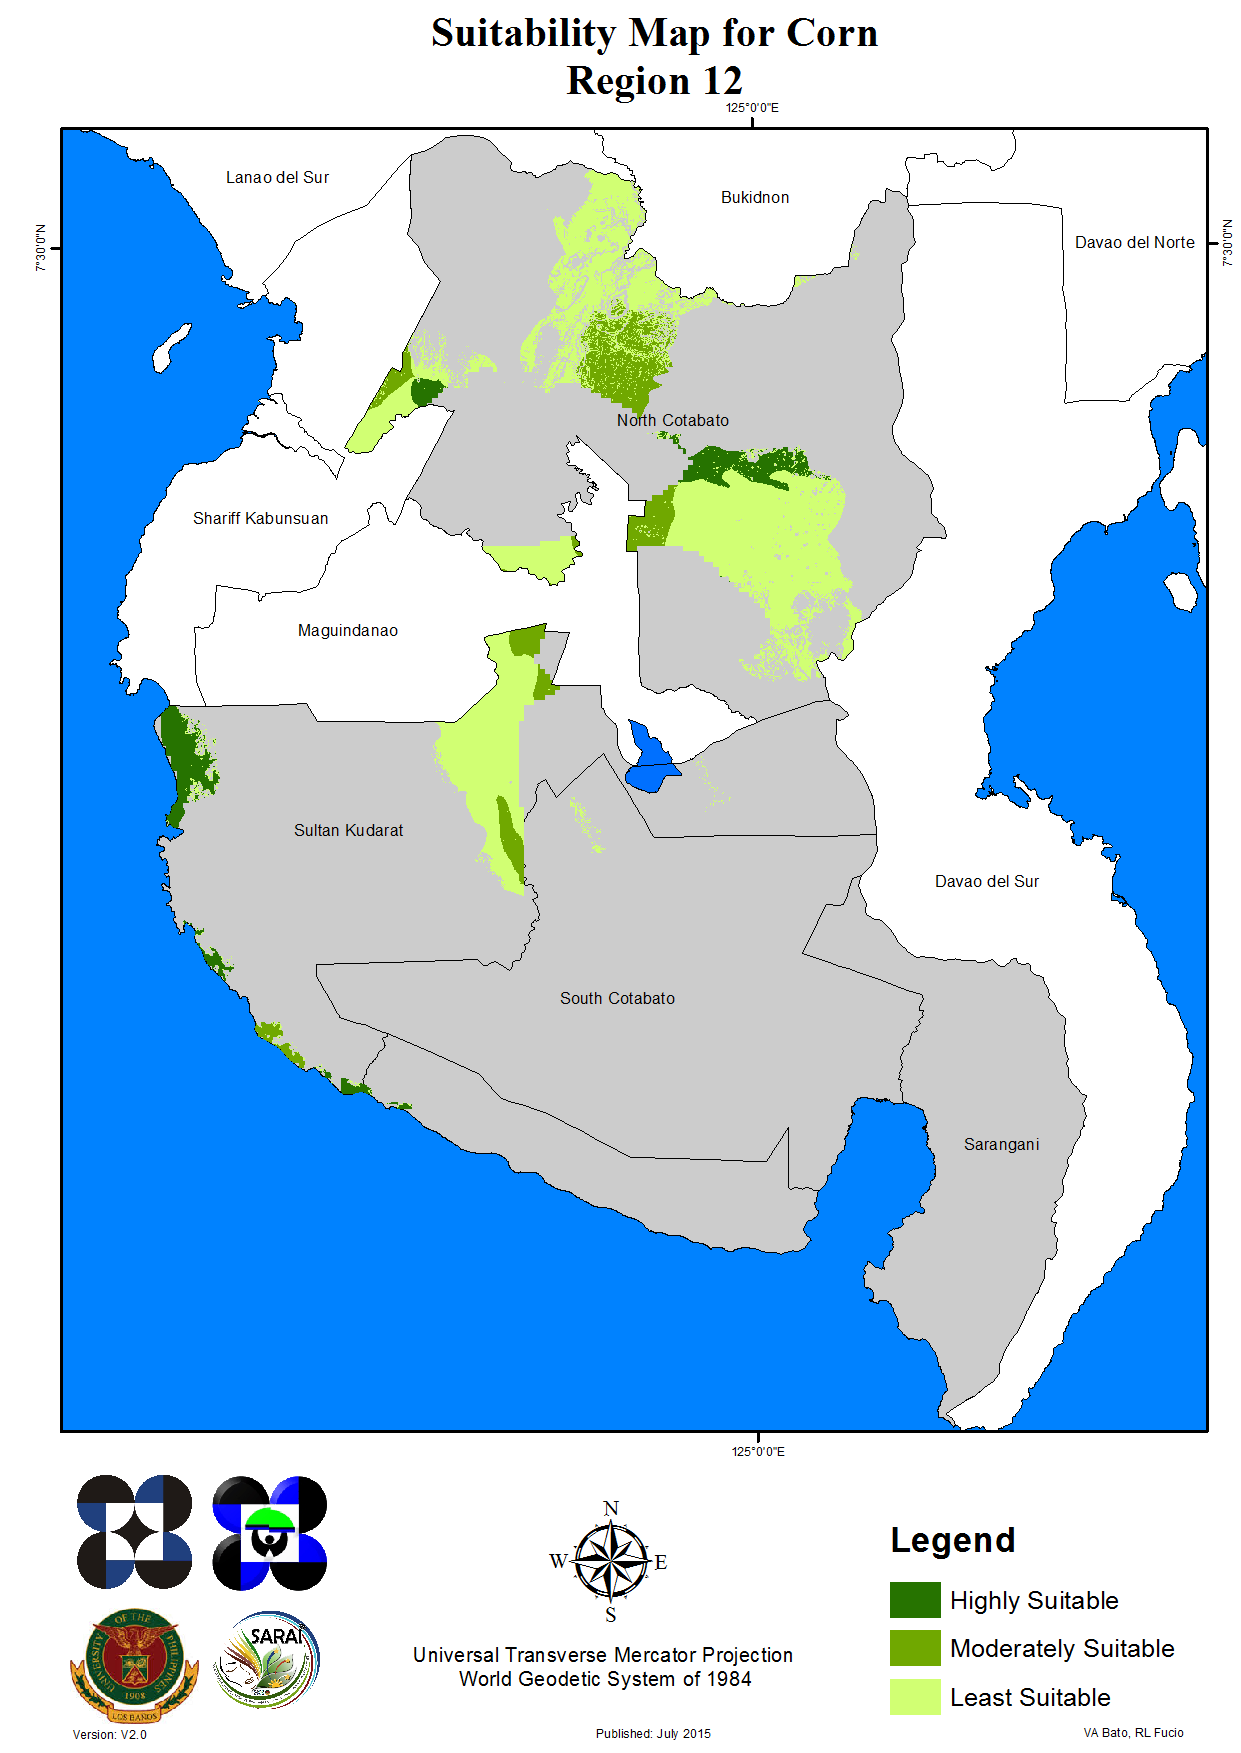 Suitability Map for Corn
Region 12
125°0'0"E
Lanao del Sur
Bukidnon
7°30'0"N
Davao del Norte
7°30'0"N
North Cotabato
Shariff Kabunsuan
Maguindanao
Sultan Kudarat
Davao del Sur
South Cotabato
Sarangani
125°0'0"E
N
W E
S
Legend
Highly Suitable
Moderately Suitable
Least Suitable
UNIVERSITY OF THE PHILIPPINES
1908
LOS BAÑOS
SARAI
Universal Transverse Mercator Projection
World Geodetic System of 1984
Version: V2.0
Published: July 2015
VA Bato, RL Fucio